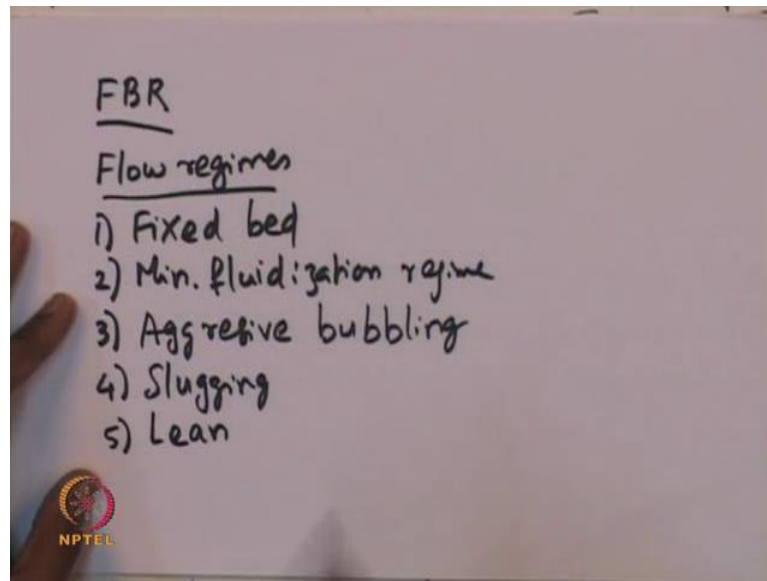 FBR
Flow regimes
1) Fixed bed
2) Min. fluidization regime
3) Aggresive bubbling
4) Slugging
5) Lean
NPTEL